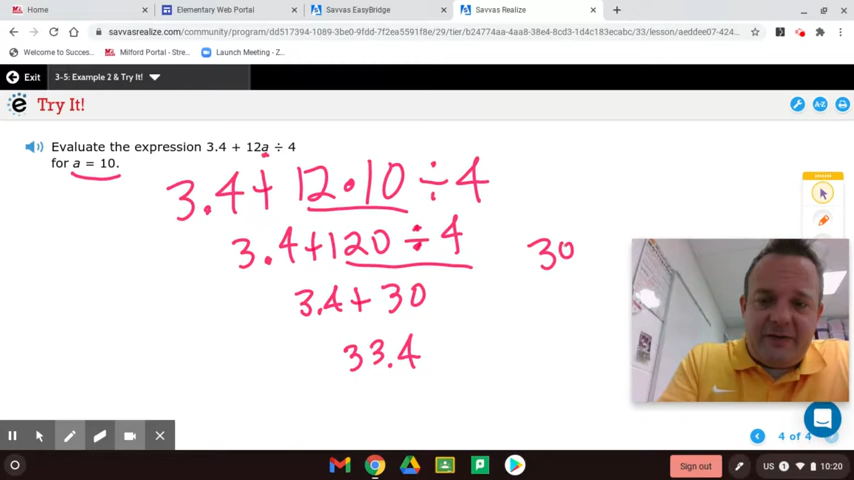 Home
Elementary Web Portal
Savvas EasyBridge
Savvas Realize
savvasrealize.com/community/program/dd517394-1089-3be0-9fdd-7f2ea5591f8e/29/tier/b24774aa-4aa8-38e4-8cd3-1d4c183ecabc/33/lesson/aeddee07-424...
Welcome to Succes...
Milford Portal - Stre...
Launch Meeting - Z...
Exit
3-5: Example 2 & Try It!
e Try It!
A-Z
Evaluate the expression 3.4 + 12a ÷ 4
for a = 10.
3.4 + 12 • 10 ÷ 4
3.4 + 120 ÷ 4
30
3.4 + 30
33.4
4 of 4
Sign out
US 1 10:20